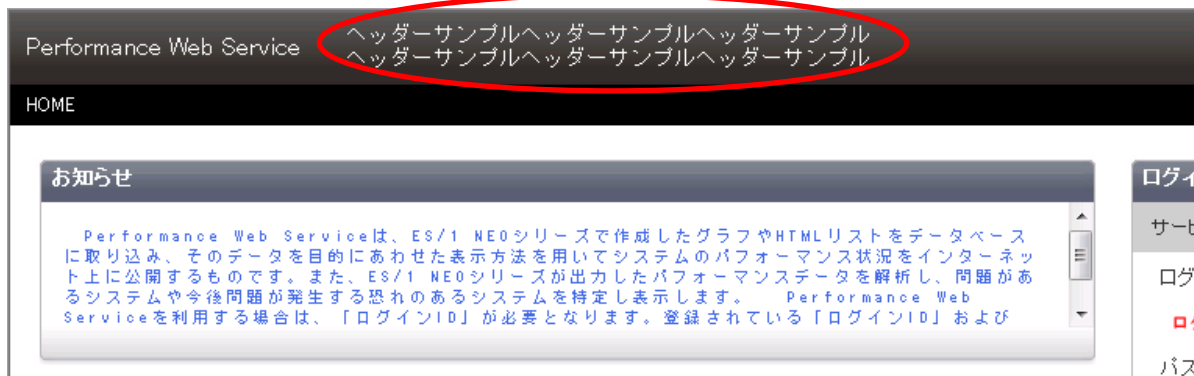 Performance Web Service
ヘッダーサンプルヘッダーサンプルヘッダーサンプル
ヘッダーサンプルヘッダーサンプルヘッダーサンプル
HOME
お知らせ
Performance Web Serviceは、ES/1 NEOシリーズで作成したグラフやHTMLリストをデータベース
に取り込み、そのデータを目的にあわせた表示方法を用いてシステムのパフォーマンス状況をインターネッ
ト上に公開するものです。また、ES/1 NEOシリーズが出力したパフォーマンスデータを解析し、問題があ
るシステムや今後問題が発生する恐れのあるシステムを特定し表示します。 Performance Web
Serviceを利用する場合は、「ログインID」が必要となります。登録されている「ログインID」および
ログイ
サービ
ログ
ログ
パス